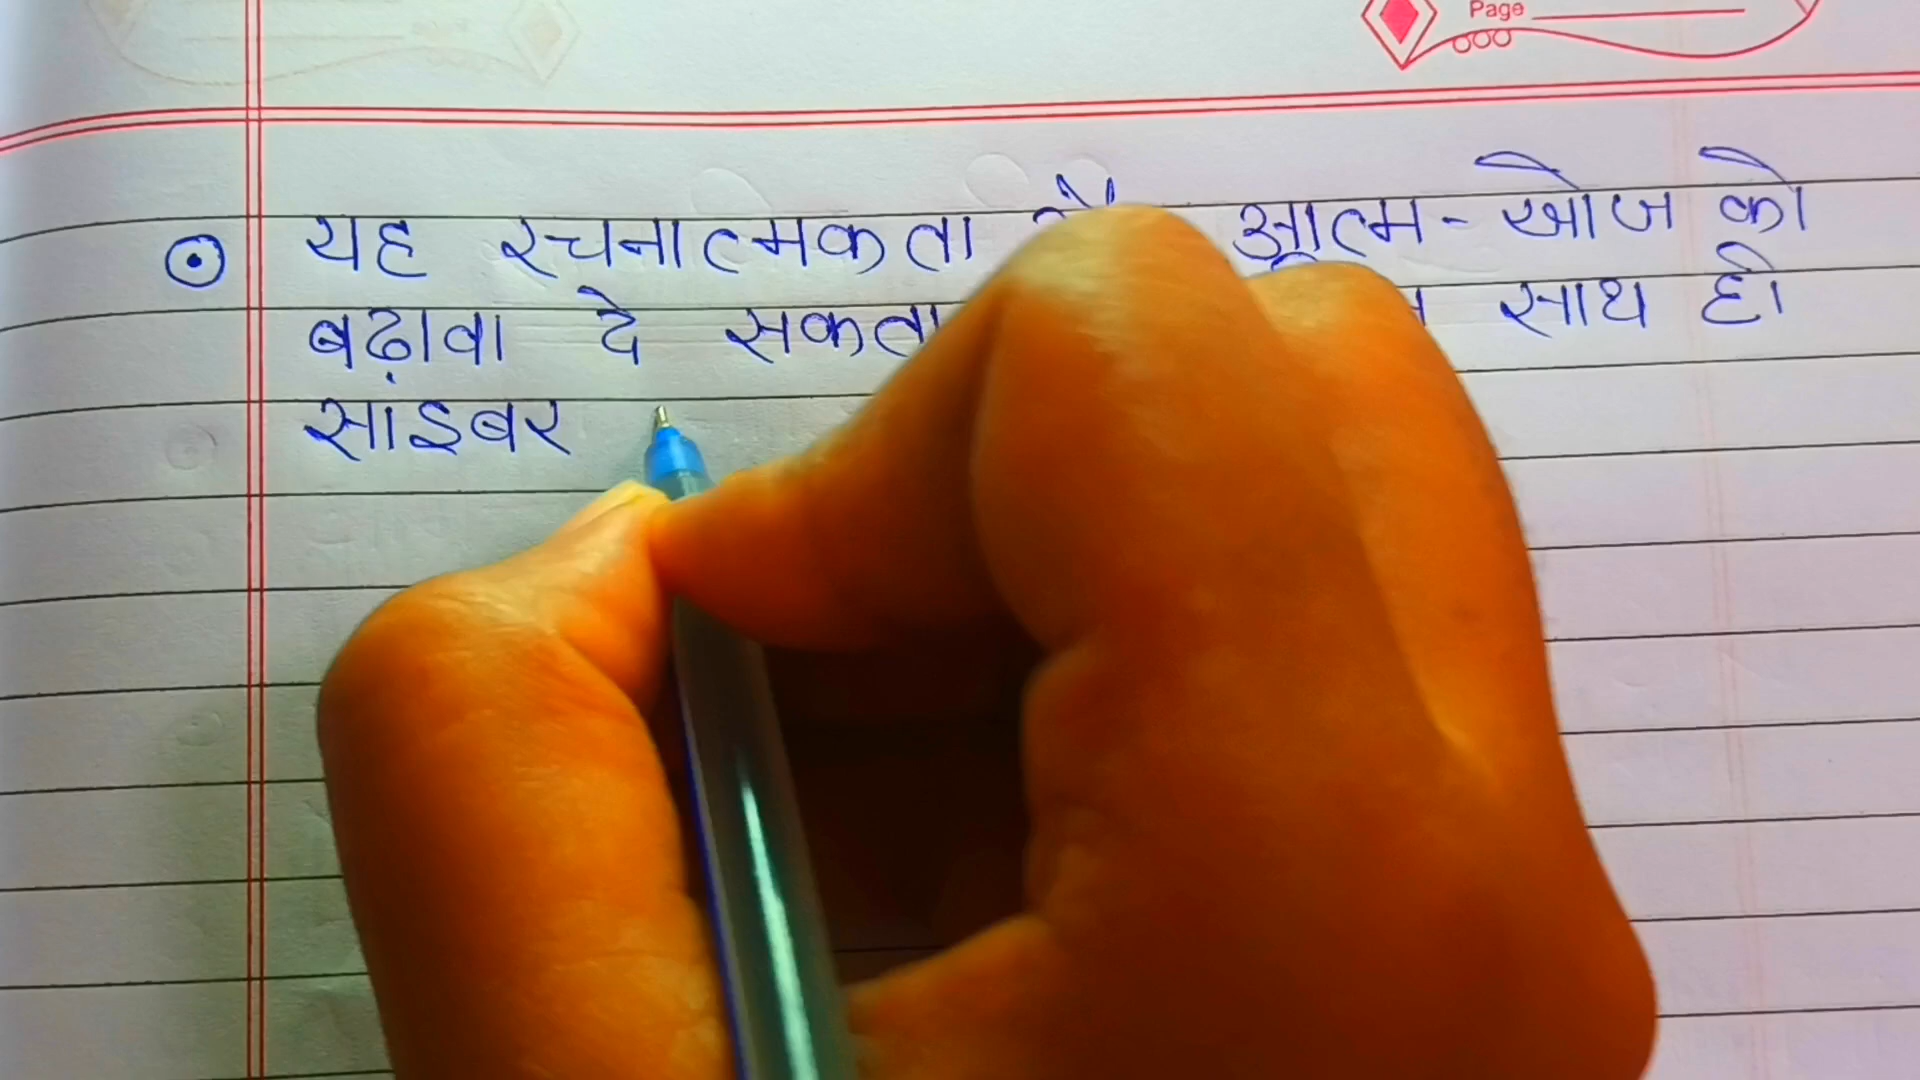 Page
यह रचनात्मकता आत्म-खोज को
बढ़ावा दे सकता साथ ही
सांइबर